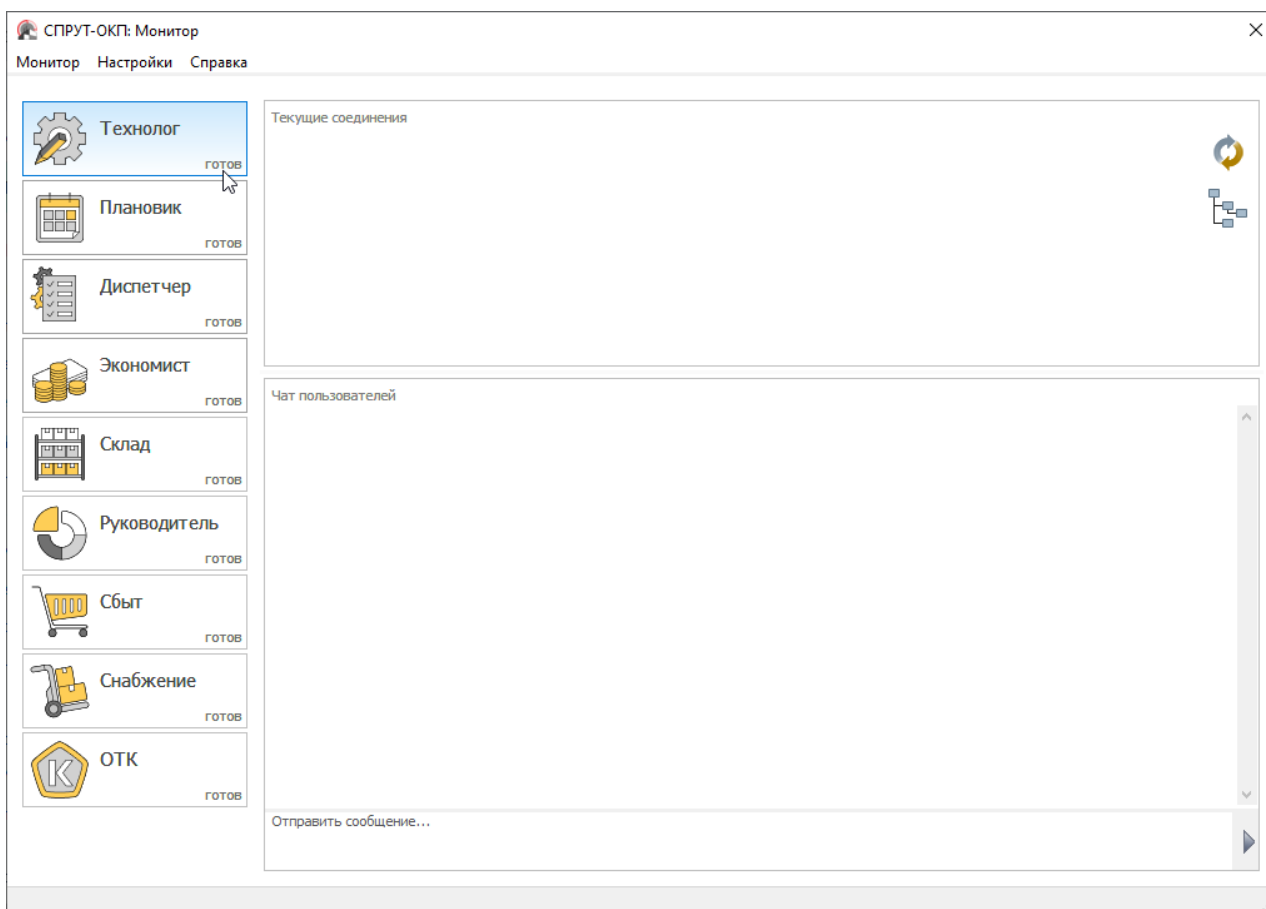 СПРУТ-ОКП: Монитор
Монитор Настройки Справка
Технолог
готов
Плановик
готов
Диспетчер
готов
Экономист
готов
Склад
готов
Руководитель
готов
Сбыт
готов
Снабжение
готов
К
ОТК
готов
Текущие соединения
Чат пользователей
Отправить сообщение...